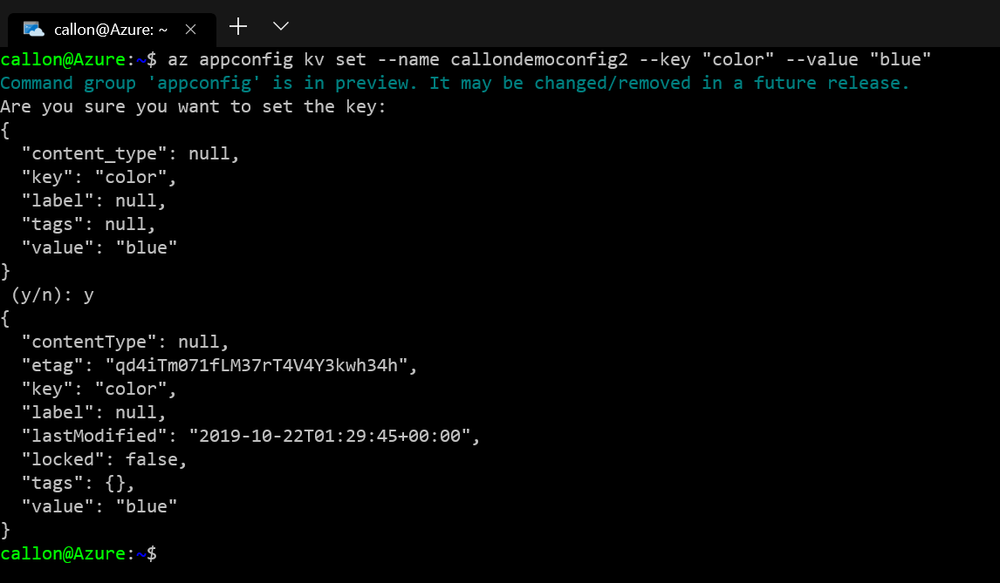 callon@Azure: ~
callon@Azure:~$ az appconfig kv set --name callondemoconfig2 --key "color" --value "blue"
Command group 'appconfig' is in preview. It may be changed/removed in a future release.
Are you sure you want to set the key:
{
  "content_type": null,
  "key": "color",
  "label": null,
  "tags": null,
  "value": "blue"
}
 (y/n): y
{
  "contentType": null,
  "etag": "qd4iTm071fLM37rT4V4Y3kwh34h",
  "key": "color",
  "label": null,
  "lastModified": "2019-10-22T01:29:45+00:00",
  "locked": false,
  "tags": {},
  "value": "blue"
}
callon@Azure:~$